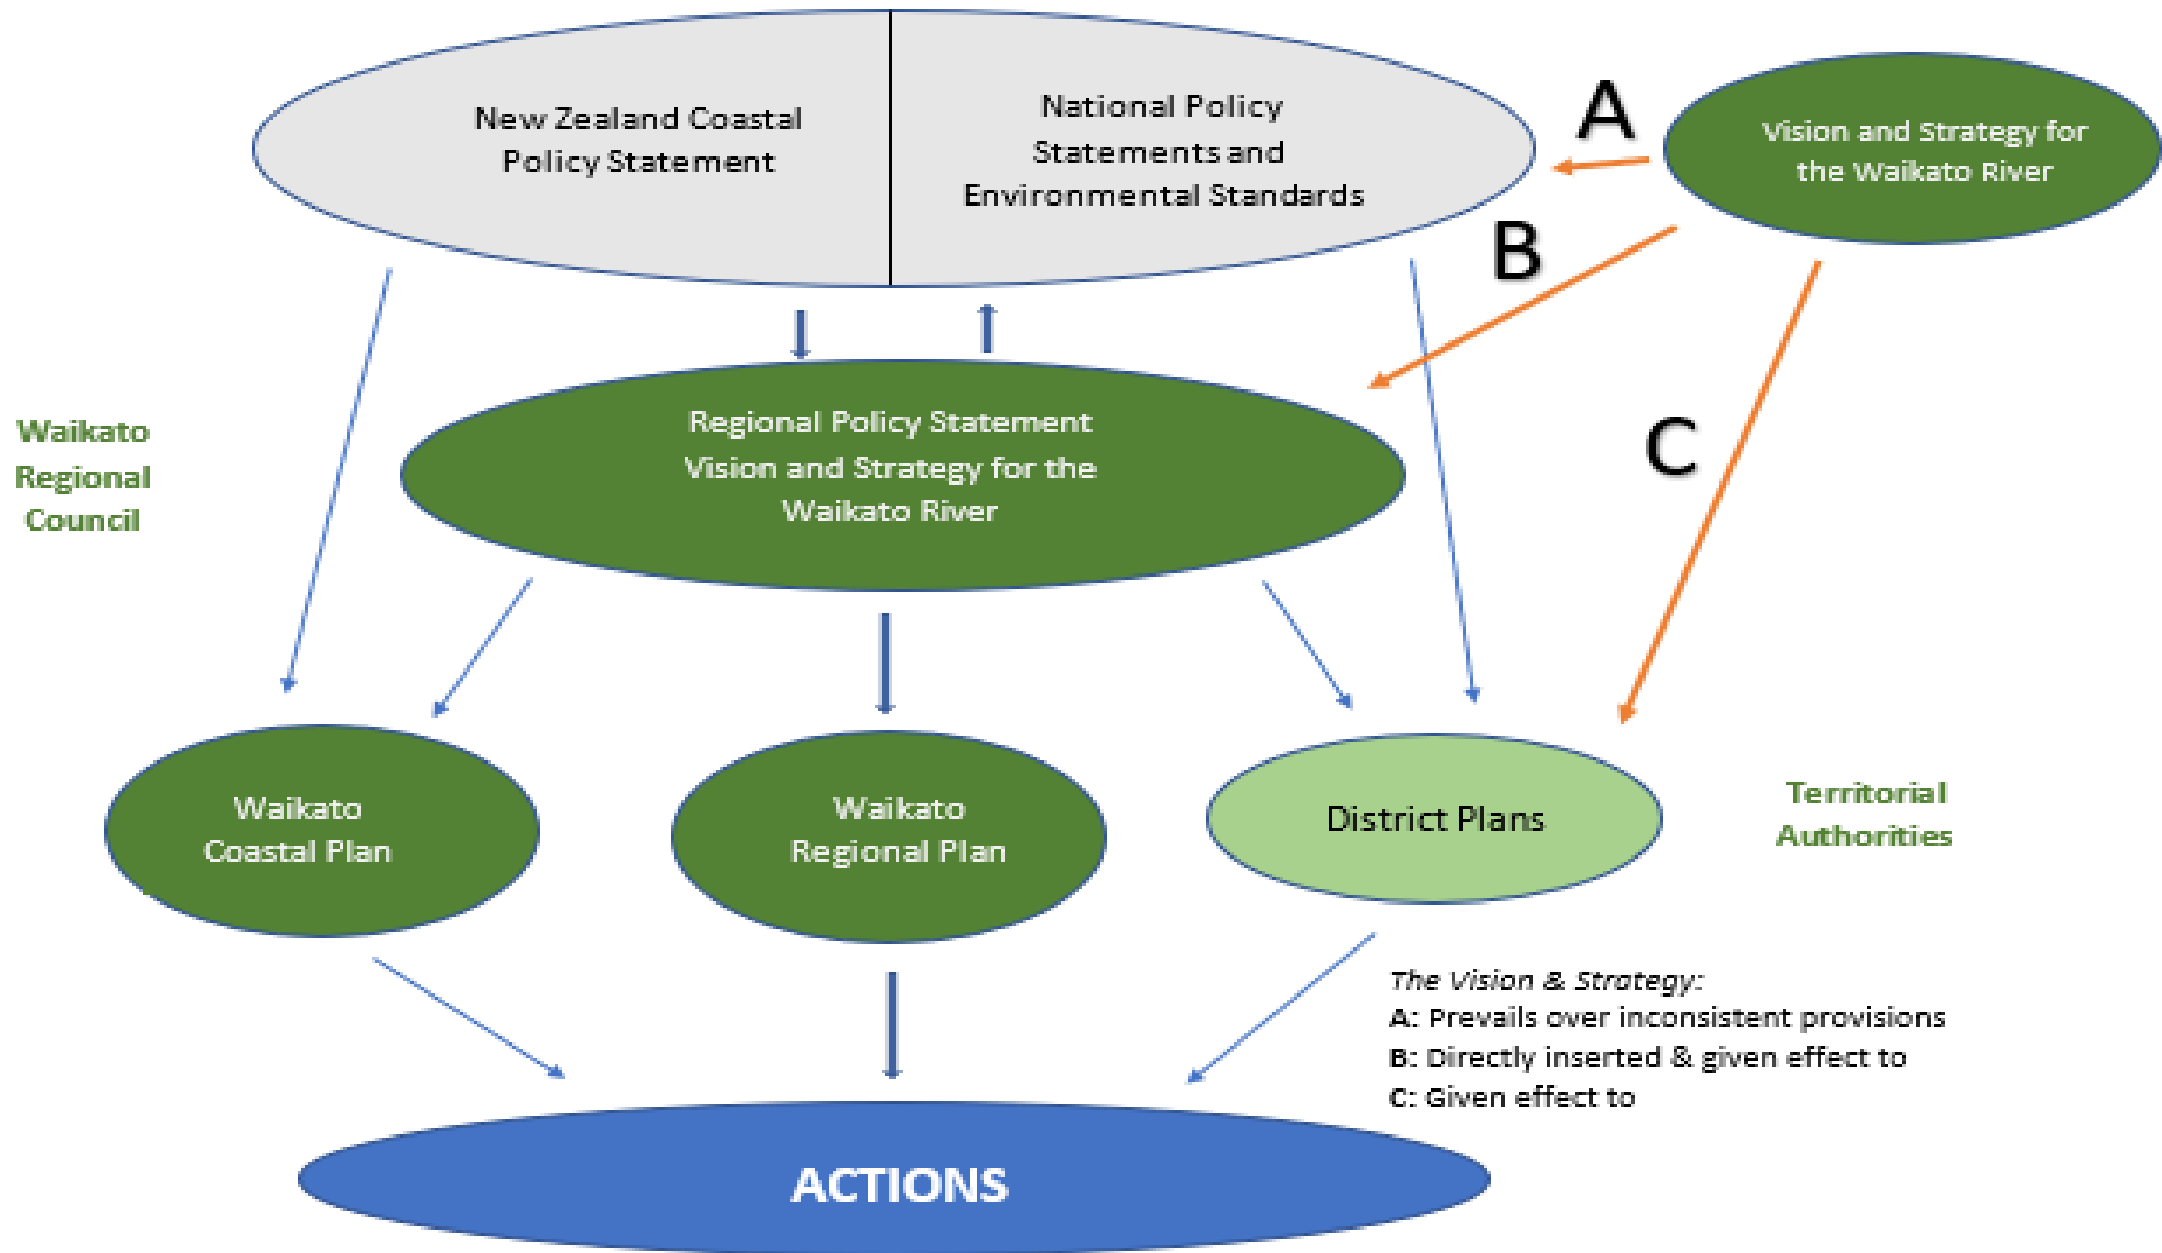 New Zealand Coastal
Policy Statement
National Policy
Statements and
Environmental Standards
A
Vision and Strategy for
the Waikato River
B
C
Waikato
Regional
Council
Regional Policy Statement
Vision and Strategy for the
Waikato River
Waikato
Coastal Plan
Waikato
Regional Plan
District Plans
Territorial
Authorities
The Vision & Strategy:
A: Prevails over inconsistent provisions
B: Directly inserted & given effect to
C: Given effect to
ACTIONS